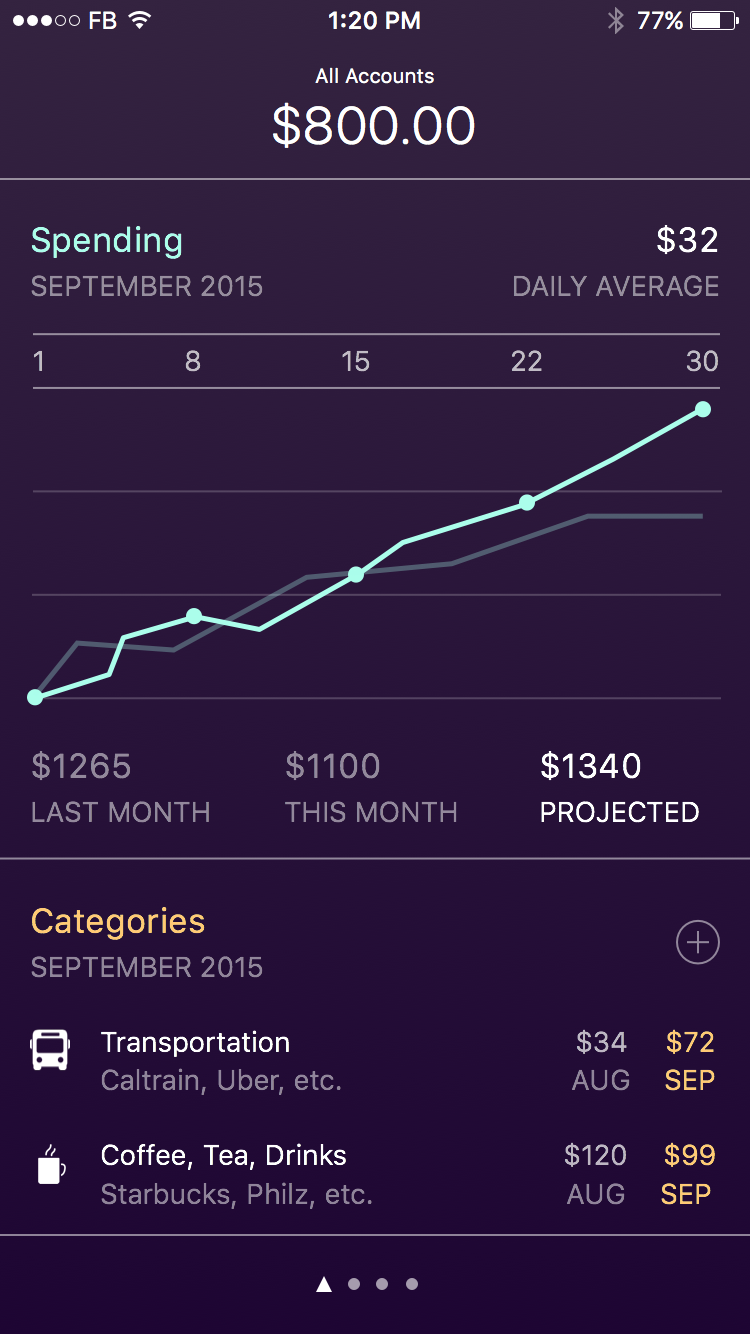 FB 1:20 PM 77%
All Accounts
$800.00
Spending $32
SEPTEMBER 2015 DAILY AVERAGE
1 8 15 22 30
$1265 $1100 $1340
LAST MONTH THIS MONTH PROJECTED
Categories
SEPTEMBER 2015
Transportation $34 $72
Caltrain, Uber, etc. AUG SEP
Coffee, Tea, Drinks $120 $99
Starbucks, Philz, etc. AUG SEP